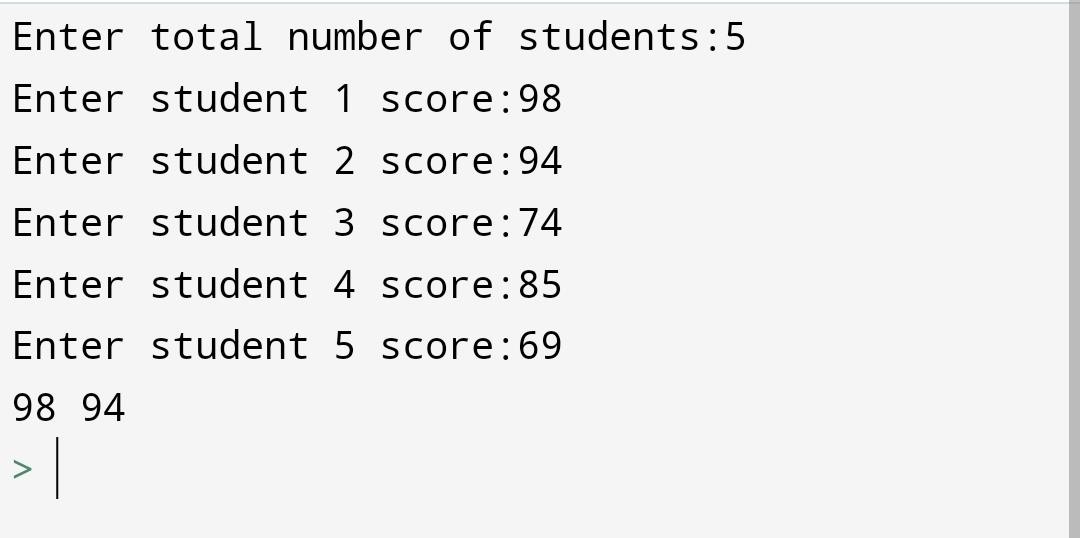 Enter total number of students:5
Enter student 1 score:98
Enter student 2 score:94
Enter student 3 score:74
Enter student 4 score:85
Enter student 5 score:69
98 94
>